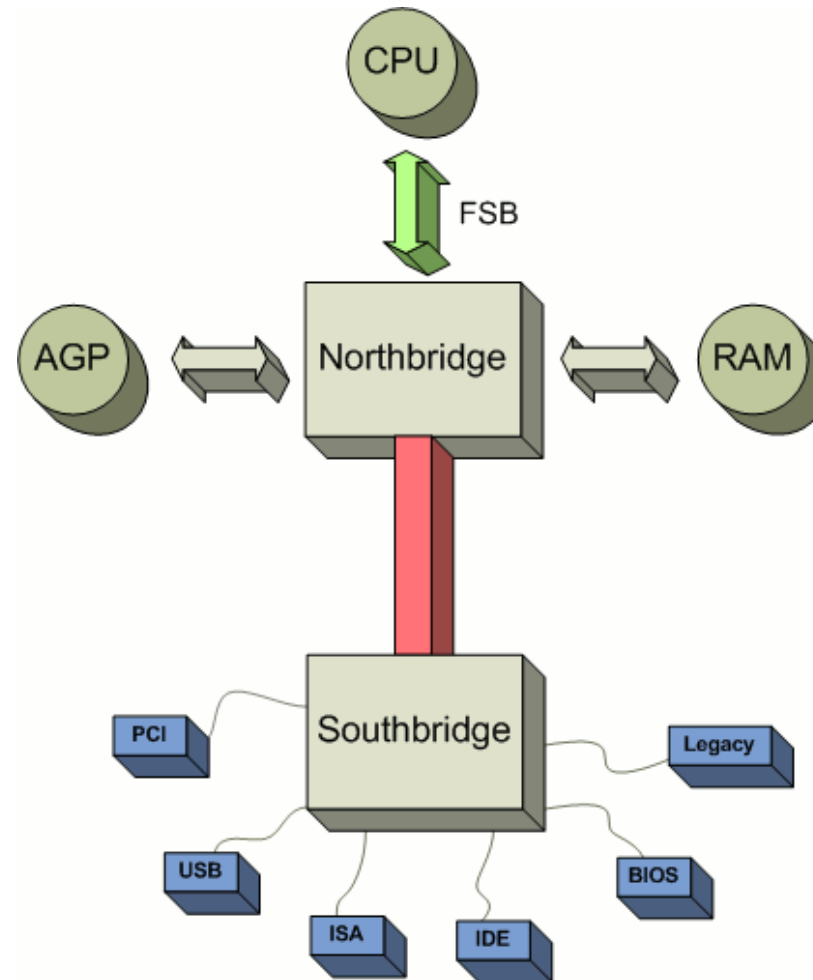 CPU
FSB
AGP
Northbridge
RAM
Southbridge
PCI
Legacy
USB
BIOS
ISA
IDE